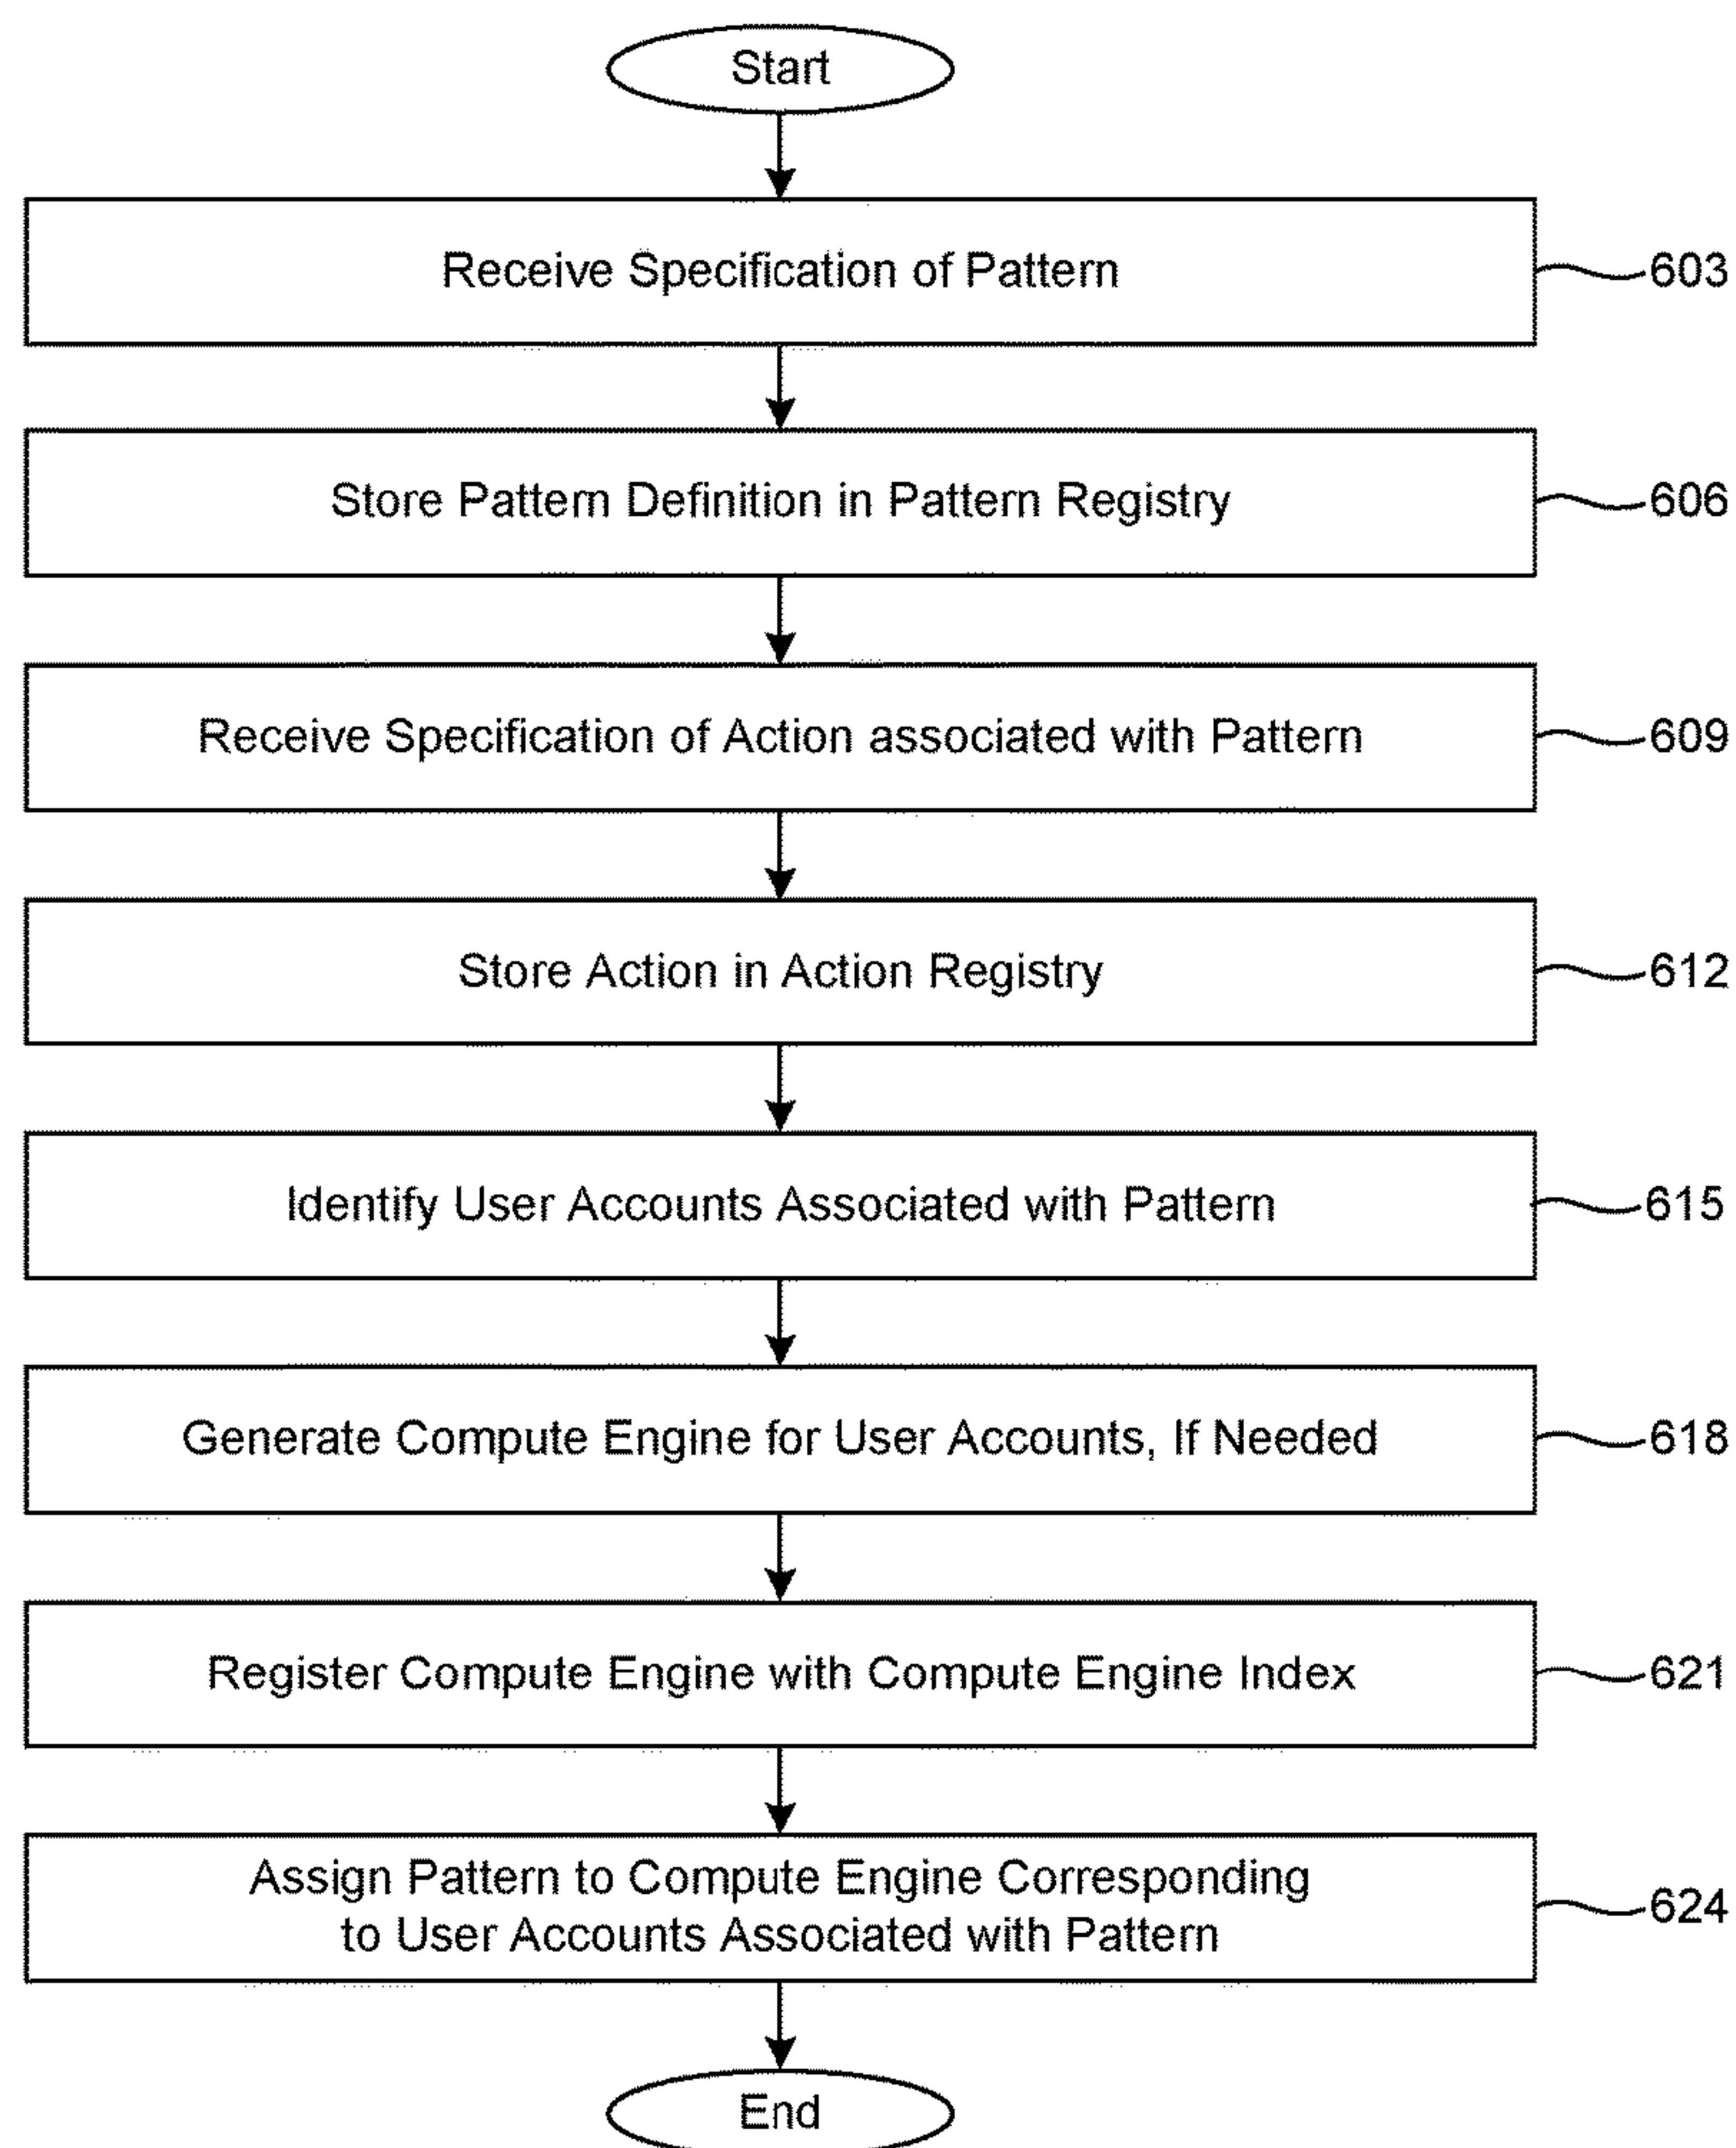 Start
Receive Specification of Pattern
603
Store Pattern Definition in Pattern Registry
606
Receive Specification of Action associated with Pattern
609
Store Action in Action Registry
612
Identify User Accounts Associated with Pattern
615
Generate Compute Engine for User Accounts, If Needed
618
Register Compute Engine with Compute Engine Index
621
Assign Pattern to Compute Engine Corresponding
to User Accounts Associated with Pattern
624
End